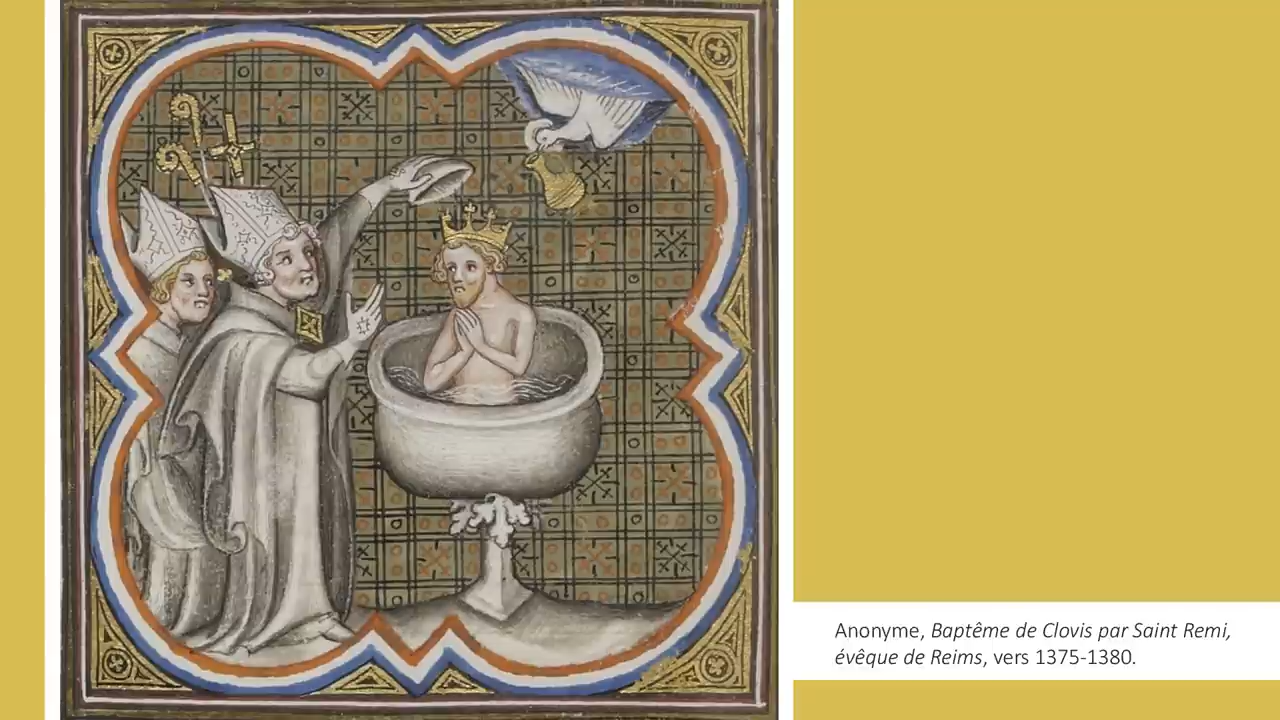 Anonyme, Baptême de Clovis par Saint Remi,
évêque de Reims, vers 1375-1380.